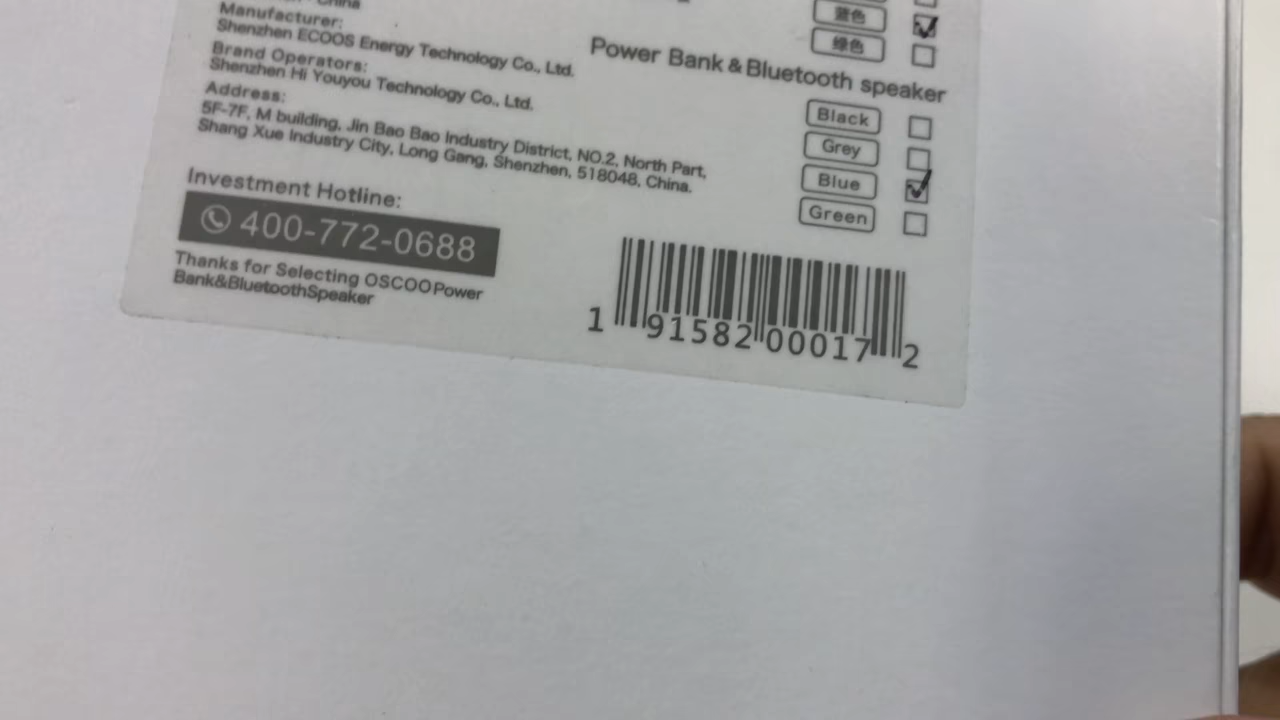 China
Manufacturer:
Shenzhen ECOOS Energy Technology Co., Ltd.
Brand Operators:
Shenzhen Hi Youyou Technology Co., Ltd.
Address:
5F-7F, M building, Jin Bao Bao Industry District, NO.2, North Part,
Shang Xue Industry City, Long Gang, Shenzhen, 518048, China.
Investment Hotline:
400-772-0688
Thanks for Selecting OSCOO Power
Bank&BluetoothSpeaker
蓝色
绿色
Power Bank & Bluetooth speaker
Black
Grey
Blue
Green
1 91582 00017 2